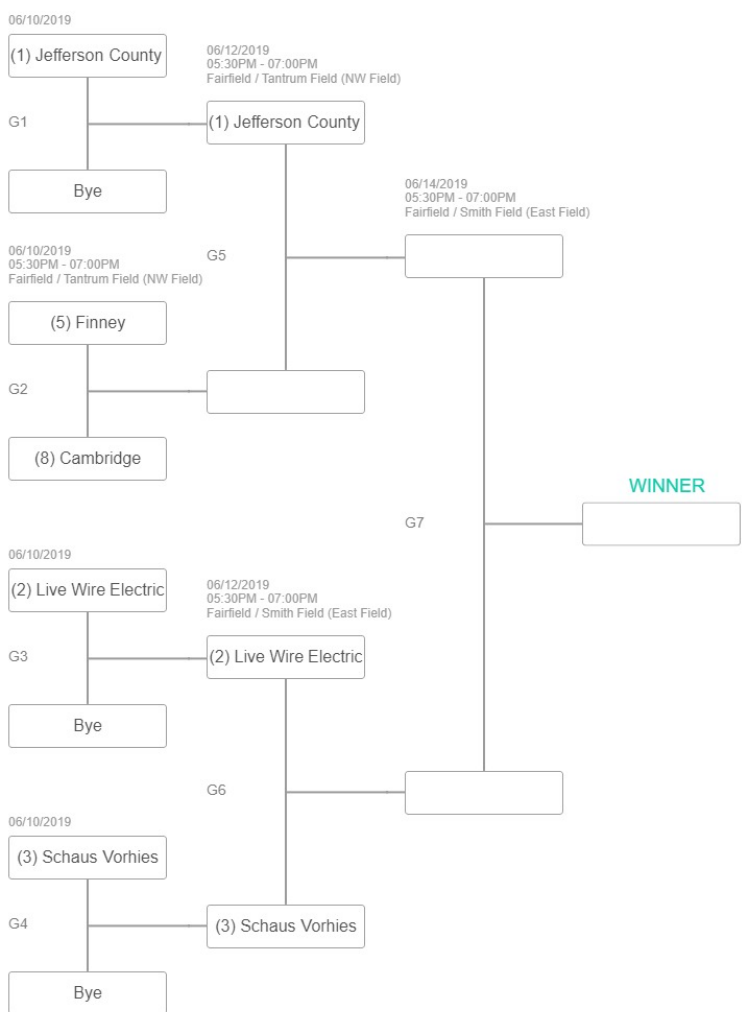 06/10/2019
(1) Jefferson County
G1
Bye
06/12/2019
05:30PM - 07:00PM
Fairfield / Tantrum Field (NW Field)
(1) Jefferson County
G5
06/10/2019
05:30PM - 07:00PM
Fairfield / Tantrum Field (NW Field)
(5) Finney
G2
(8) Cambridge
06/14/2019
05:30PM - 07:00PM
Fairfield / Smith Field (East Field)
G7
WINNER
06/10/2019
(2) Live Wire Electric
G3
Bye
06/12/2019
05:30PM - 07:00PM
Fairfield / Smith Field (East Field)
(2) Live Wire Electric
G6
06/10/2019
(3) Schaus Vorhies
G4
(3) Schaus Vorhies
Bye